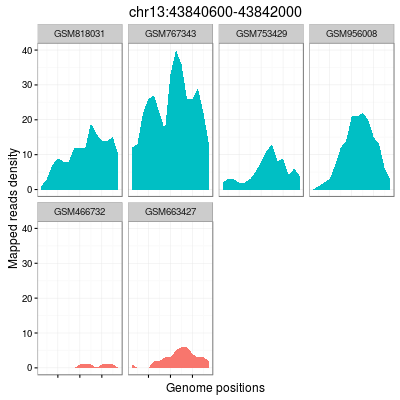 chr13:43840600-43842000
GSM818031 GSM767343 GSM753429 GSM956008
40
30
20
10
0
Mapped reads density
GSM466732 GSM663427
40
30
20
10
0
Genome positions